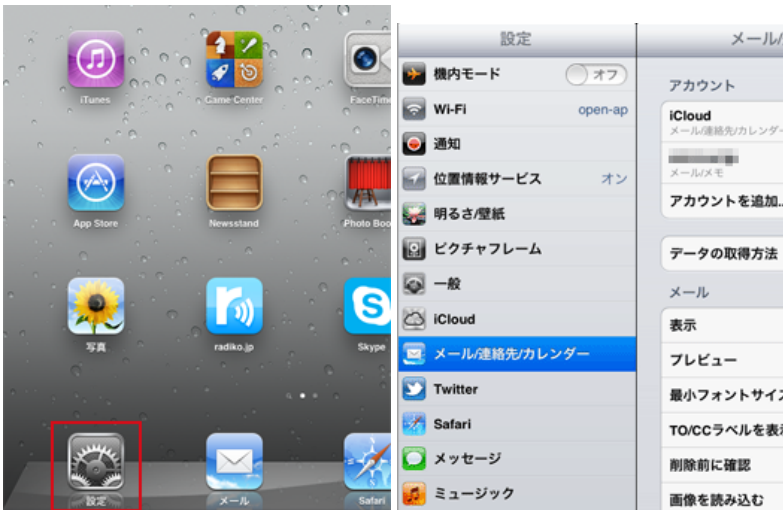 iTunes
Game Center
FaceTime
App Store
Newsstand
Photo Boo
写真
radiko.jp
Skype
設定
メール
Safari
設定
機内モード オフ
Wi-Fi open-ap
通知
位置情報サービス オン
明るさ/壁紙
ピクチャフレーム
一般
iCloud
メール/連絡先/カレンダー
Twitter
Safari
メッセージ
ミュージック
メール/
アカウント
iCloud
メール/連絡先/カレンダー
メール/メモ
アカウントを追加..
データの取得方法
メール
表示
プレビュー
最小フォントサイズ
TO/CCラベルを表示
削除前に確認
画像を読み込む